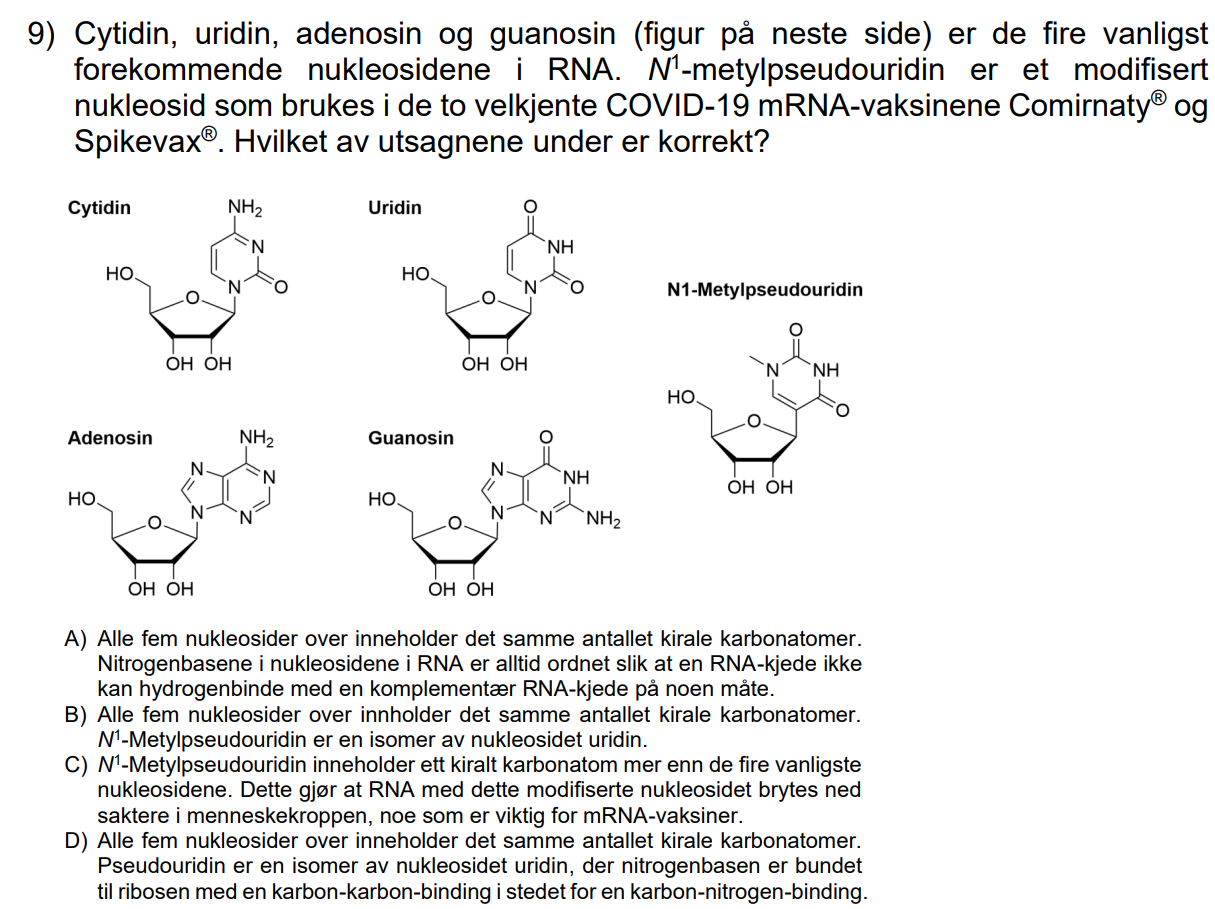 9) Cytidin, uridin, adenosin og guanosin (figur på neste side) er de fire vanligst
forekommende nukleosidene i RNA. N¹-metylpseudouridin er et modifisert
nukleosid som brukes i de to velkjente COVID-19 mRNA-vaksinene Comirnaty® og
Spikevax®. Hvilket av utsagnene under er korrekt?
Cytidin
NH₂
N
N
O
HO
O
OH OH
Uridin
O
NH
N
O
HO
O
OH OH
N1-Metylpseudouridin
O
N
NH
O
HO
O
OH OH
Adenosin
NH₂
N
N
N
N
HO
O
OH OH
Guanosin
O
N
NH
N
N
NH₂
HO
O
OH OH
A) Alle fem nukleosider over inneholder det samme antallet kirale karbonatomer.
Nitrogenbasene i nukleosidene i RNA er alltid ordnet slik at en RNA-kjede ikke
kan hydrogenbinde med en komplementær RNA-kjede på noen måte.
B) Alle fem nukleosider over innholder det samme antallet kirale karbonatomer.
N¹-Metylpseudouridin er en isomer av nukleosidet uridin.
C) N¹-Metylpseudouridin inneholder ett kiralt karbonatom mer enn de fire vanligste
nukleosidene. Dette gjør at RNA med dette modifiserte nukleosidet brytes ned
saktere i menneskekroppen, noe som er viktig for mRNA-vaksiner.
D) Alle fem nukleosider over inneholder det samme antallet kirale karbonatomer.
Pseudouridin er en isomer av nukleosidet uridin, der nitrogenbasen er bundet
til ribosen med en karbon-karbon-binding i stedet for en karbon-nitrogen-binding.